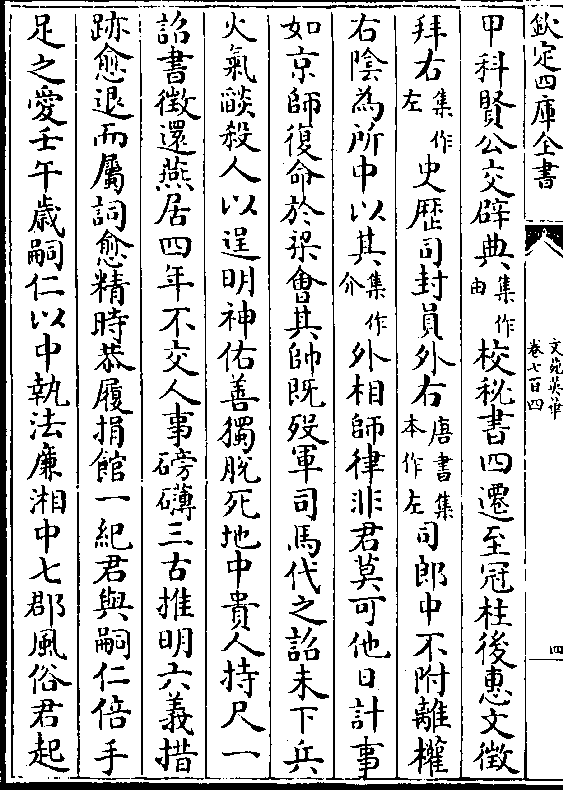 欽定四庫全書
文苑英華
卷七百四
四
甲科賢公交辟典集作由校秘書四遷至冠柱後惠文徵
拜右集作左史歷司封員外右唐書集本作左司郎中不附離權
右陰為所中以其集作介外相師律非君莫可他日計事
如京師復命於梁會其帥既歿軍司馬代之詔未下兵
火氣燄殺人以逞明神佑善獨脫死地中貴人持尺一
詔書徵還燕居四年不交人事磅礴三古推明六義措
跡愈退而屬詞愈精時恭履捐館一紀君與嗣仁倍手
足之愛壬午歲嗣仁以中執法廉湘中七郡風俗君起